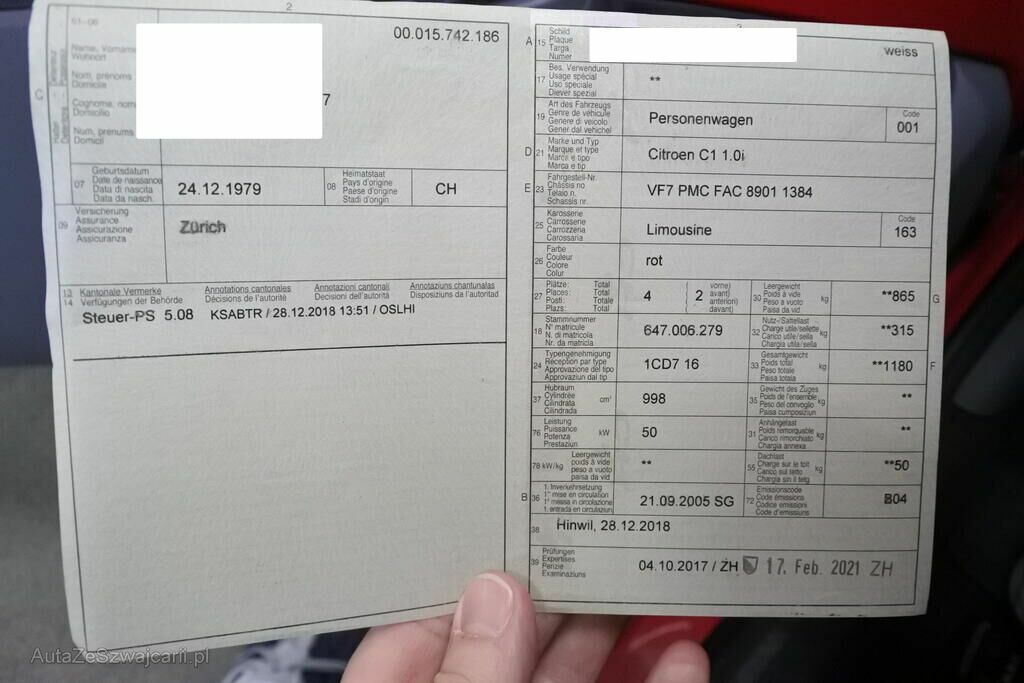 2
01-06
00.015.742.186
C
Name, Vorname
Wohnort
Nom, prénoms
Domicile
Cognome, nomi
Domicilio
Num, prenums
Domicil
7
07
Geburtsdatum
Date de naissance
Data di nascita
Data da nasch.
24.12.1979
08
Heimatstaat
Pays d'origine
Paese d'origine
Stadi d'origin
CH
09
Versicherung
Assurance
Assicurazione
Assicuranza
Zürich
13
14
Kantonale Vermerke
Verfügungen der Behörde
Annotations cantonales
Décisions de l'autorité
Annotazioni cantonali
Decisioni dell'autorità
Annotaziuns chantunalas
Disposiziuns da l'autoritad
Steuer-PS 5.08 KSABTR / 28.12.2018 13:51 / OSLHI
A
15
Schild
Plaque
Targa
Numer
weiss
17
Bes. Verwendung
Usage spécial
Uso speciale
Diever spezial
**
19
Art des Fahrzeugs
Genre de véhicule
Genere di veicolo
Gener dal vehichel
Personenwagen
Code
001
D
21
Marke und Typ
Marque et type
Marca e tipo
Marca e tip
Citroen C1 1.0i
E
23
Fahrgestell-Nr.
Châssis no
Telaio n.
Schassis nr.
VF7 PMC FAC 8901 1384
25
Karosserie
Carrosserie
Carrozzeria
Carossaria
Limousine
Code
163
26
Farbe
Couleur
Colore
Colur
rot
27
Plätze: Total
Places: Total
Posti: Totale
Plazs: Total
4
2
vorne)
avant)
anteriori)
davant)
30
Leergewicht
Poids à vide
Peso a vuoto
Paisa da vid
kg
**865
G
18
Stammnummer
N° matricule
N. di matricola
Nr. da matricla
647.006.279
32
Nutz-/Sattellast
Charge utile/sellette
Carico utile/sella
Chargia utila/sella
kg
**315
24
Typengenehmigung
Réception par type
Approvazione del tipo
Approvaziun dal tip
1CD7 16
33
Gesamtgewicht
Poids total
Peso totale
Paisa totala
kg
**1180
F
37
Hubraum
Cylindrée
Cilindrata
Cilindrada
cm³
998
35
Gewicht des Zuges
Poids de l'ensemble
Peso del convoglio
Paisa cumposiziun
kg
**
76
Leistung
Puissance
Potenza
Prestaziun
kW
50
31
Anhängelast
Poids remorquable
Carico rimorchiato
Chargia annexa
kg
**
78 kW/kg
Leergewicht
poids à vide
peso a vuoto
paisa da vid
**
55
Dachlast
Charge sur le toit
Carico sul tetto
Chargia sin il tetg
kg
**50
B
36
1. Inverkehrsetzung
1re mise en circulation
1a messa in circolazione
1. entrada en circulaziun
21.09.2005 SG
72
Emissionscode
Code émissions
Codice emissioni
Code d'emissiuns
B04
38
Hinwil, 28.12.2018
39
Prüfungen
Expertises
Perizie
Examinaziuns
04.10.2017 / ZH 17. Feb. 2021 ZH
AutaZeSzwajcarii.pl